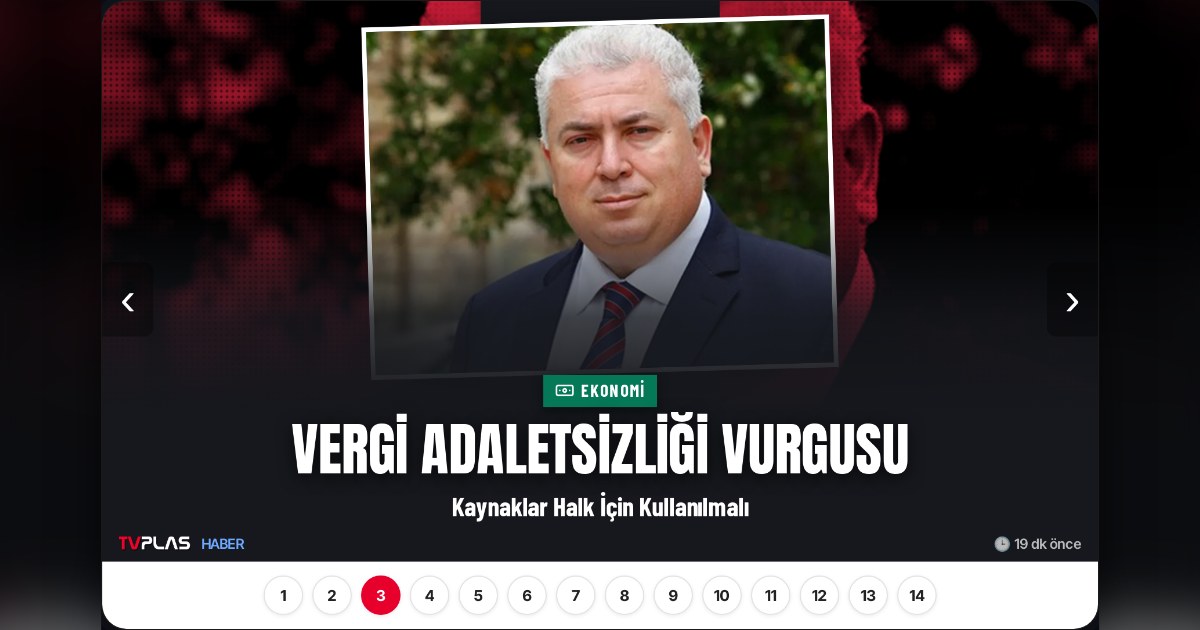 ‹
›
EKONOMİ
VERGİ ADALETSİZLİĞİ VURGUSU
Kaynaklar Halk İçin Kullanılmalı
TVPLAS HABER
19 dk önce
1 2 3 4 5 6 7 8 9 10 11 12 13 14